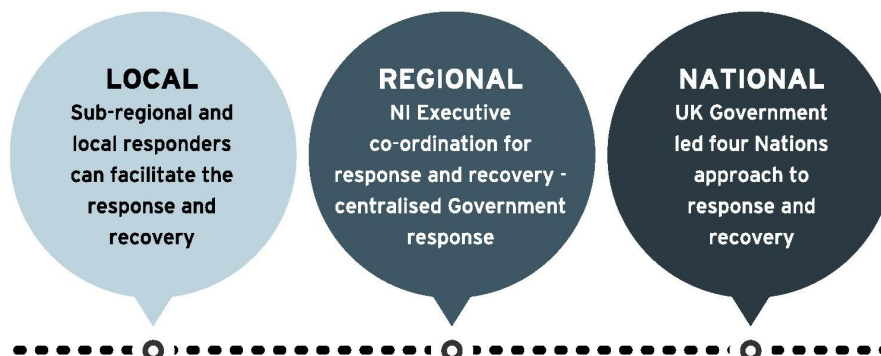 LOCAL
Sub-regional and
local responders
can facilitate the
response and
recovery
REGIONAL
NI Executive
co-ordination for
response and recovery -
centralised Government
response
NATIONAL
UK Government
led four Nations
approach to
response and
recovery